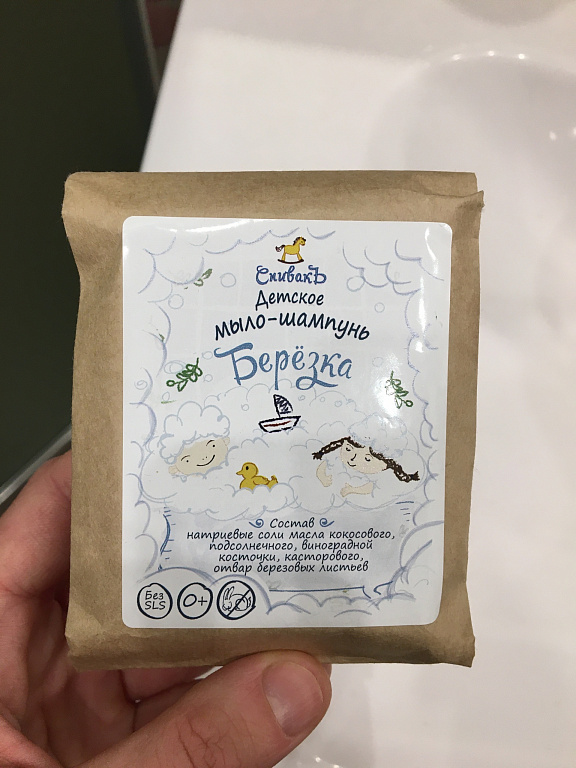 СпивакЪ
Детское
мыло-шампунь
Берёзка
Состав
натриевые соли масла кокосового,
подсолнечного, виноградной
косточки, касторового,
отвар березовых листьев
Без
SLS
0+